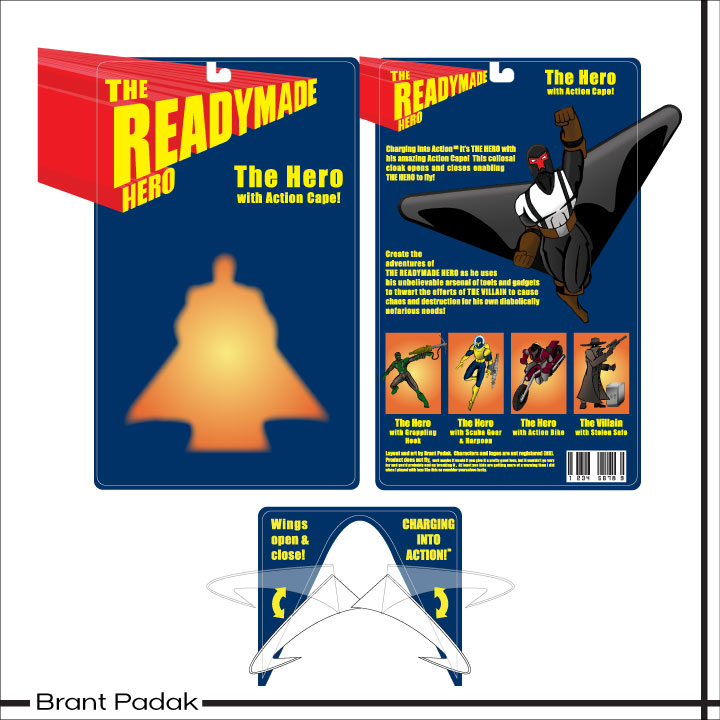 THE
READYMADE
HERO
The Hero
with Action Cape!
THE
READYMADE
HERO
The Hero
with Action Cape!
Charging Into Action™ It's THE HERO with
his amazing Action Cape! This collosal
cloak opens and closes enabling
THE HERO to fly!
Create the
adventures of
THE READYMADE HERO as he uses
his unbelievable arsenal of tools and gadgets
to thwart the efforts of THE VILLAIN to cause
chaos and destruction for his own diabolically
nefarious needs!
The Hero
with Grappling
Hook
The Hero
with Scuba Gear
& Harpoon
The Hero
with Action Bike
The Villain
with Stolen Safe
Layout and art by Brant Padak. Characters and logos are not registered
Product does not fly,
Wings
open &
close!
CHARGING
INTO
ACTION!™
Brant Padak